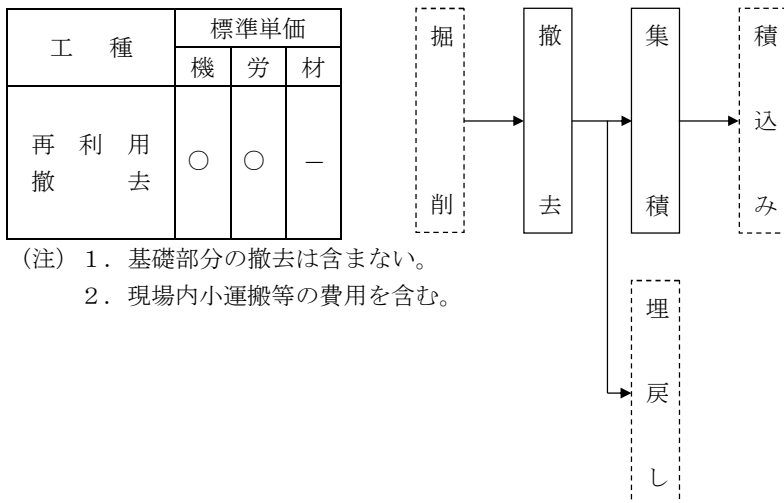 工種
標準単価
機 労 材
再利用
撤去
○ ○ －
(注) 1．基礎部分の撤去は含まない。
2．現場内小運搬等の費用を含む。
掘削
撤去
集積
積込み
埋戻し